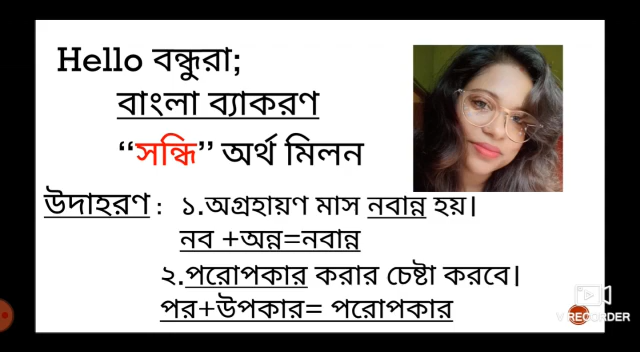 Hello বন্ধুরা;
বাংলা ব্যাকরণ
“সন্ধি” অর্থ মিলন
উদাহরণ : ১.অগ্রহায়ণ মাস নবান্ন হয়।
নব +অন্ন=নবান্ন
২.পরোপকার করার চেষ্টা করবে।
পর+উপকার= পরোপকার
V RECORDER